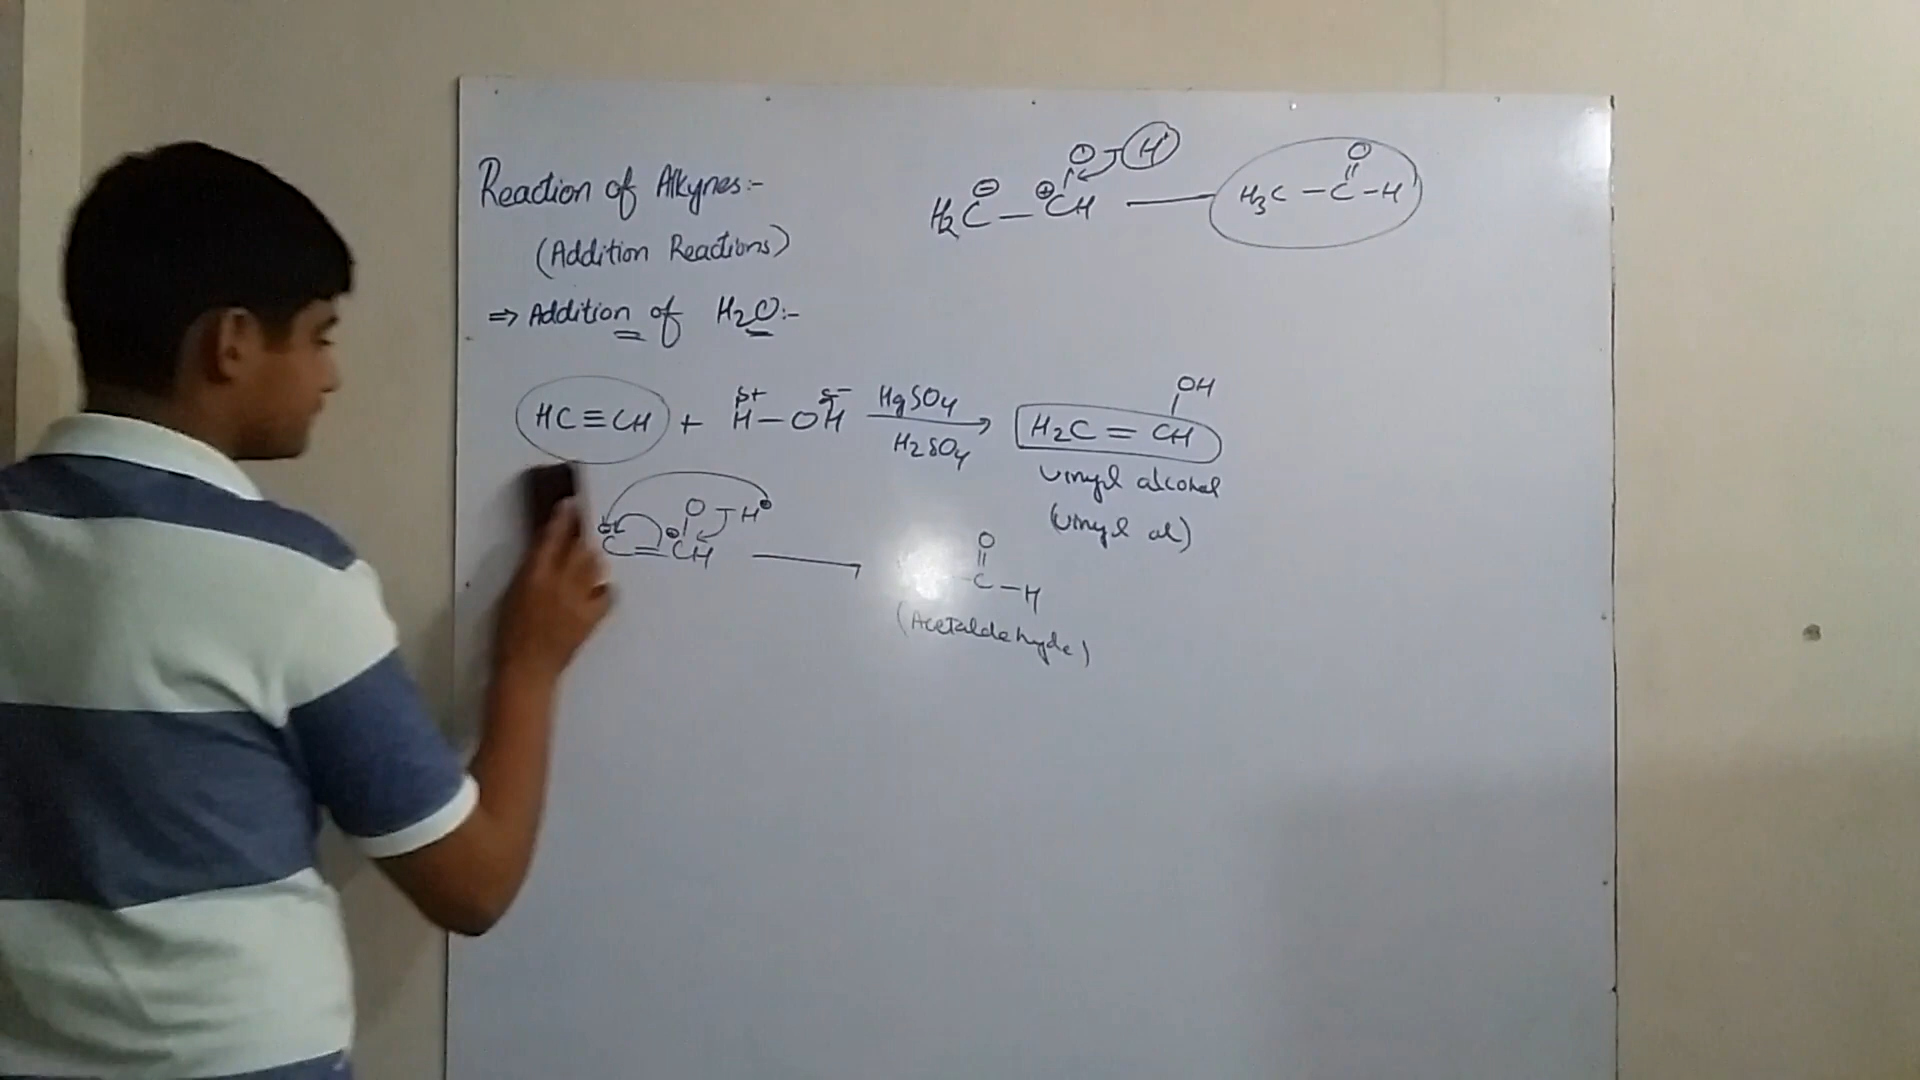 Reaction of Alkynes:-
(Addition Reactions)
⇒ Addition of H2O:-
H2C⊖ — ⊕CH O H — H3C — C — H O
HC ≡ CH + H — OH HgSO4 H2SO4 → H2C = CH OH
δ+ δ-
vinyl alcohol
(vinyl al)
C = CH O H → C — H O
(Acetaldehyde)